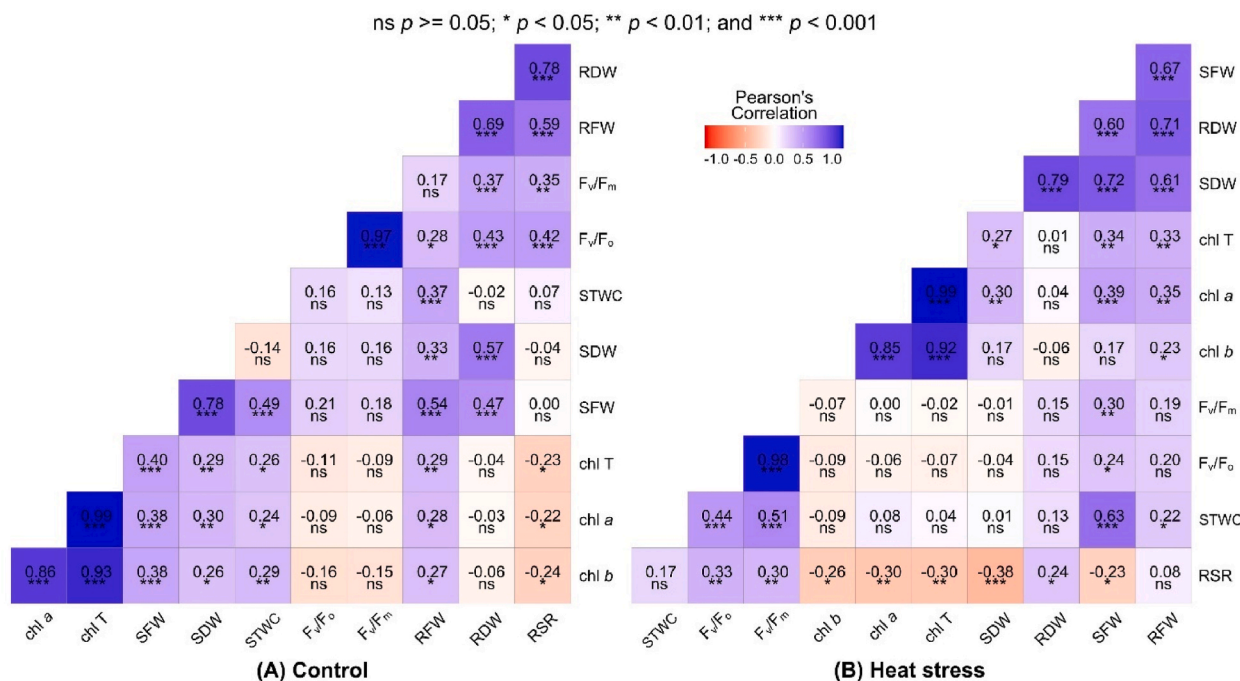 ns p >= 0.05; * p < 0.05; ** p < 0.01; and *** p < 0.001
0.78 RDW
***
0.69 0.59 RFW
*** ***
0.17 0.37 0.35 Fv/Fm
ns *** **
0.97 0.28 0.43 0.42 Fv/Fo
*** * *** ***
0.16 0.13 0.37 -0.02 0.07 STWC
ns ns *** ns ns
-0.14 0.16 0.16 0.33 0.57 -0.04 SDW
ns ns ns ** *** ns
0.78 0.49 0.21 0.18 0.54 0.47 0.00 SFW
*** *** ns ns *** *** ns
0.40 0.29 0.26 -0.11 -0.09 0.29 -0.04 -0.23 chl T
*** ** * ns ns ** ns *
0.99 0.38 0.30 0.24 -0.09 -0.06 0.28 -0.03 -0.22 chl a
*** *** ** * ns ns * ns *
0.86 0.93 0.38 0.26 0.29 -0.16 -0.15 0.27 -0.06 -0.24 chl b
*** *** *** * ** ns ns * ns *
chl a chl T SFW SDW STWC Fv/Fo Fv/Fm RFW RDW RSR
(A) Control
Pearson's
Correlation
-1.0 -0.5 0.0 0.5 1.0
0.67 SFW
***
0.60 0.71 RDW
*** ***
0.79 0.72 0.61 SDW
*** *** ***
0.27 0.01 0.34 0.33 chl T
* ns ** **
0.99 0.30 0.04 0.39 0.35 chl a
*** ** ns *** **
0.85 0.92 0.17 -0.06 0.17 0.23 chl b
*** *** ns ns ns *
-0.07 0.00 -0.02 -0.01 0.15 0.30 0.19 Fv/Fm
ns ns ns ns ns ** ns
0.98 -0.09 -0.06 -0.07 -0.04 0.15 0.24 0.20 Fv/Fo
*** ns ns ns ns ns * ns
0.44 0.51 -0.09 0.08 0.04 0.01 0.13 0.63 0.22 STWC
*** *** ns ns ns ns ns *** *
0.17 0.33 0.30 -0.26 -0.30 -0.30 -0.38 0.24 -0.23 0.08 RSR
ns ** ** * ** ** *** * * ns
STWC Fv/Fo Fv/Fm chl b chl a chl T SDW RDW SFW RFW
(B) Heat stress